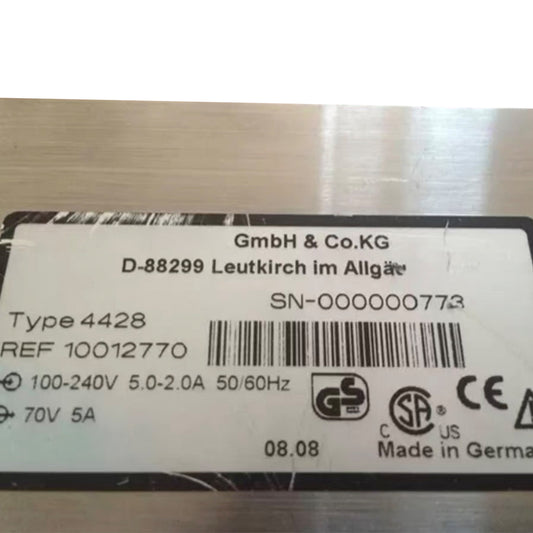 GmbH & Co.KG
D-88299 Leutkirch im Allgäu
SN-000000773
Type 4428
REF 10012770
100-240V 5.0-2.0A 50/60Hz
70V 5A
GS
CE
SA ®
C US
08.08
Made in Germa